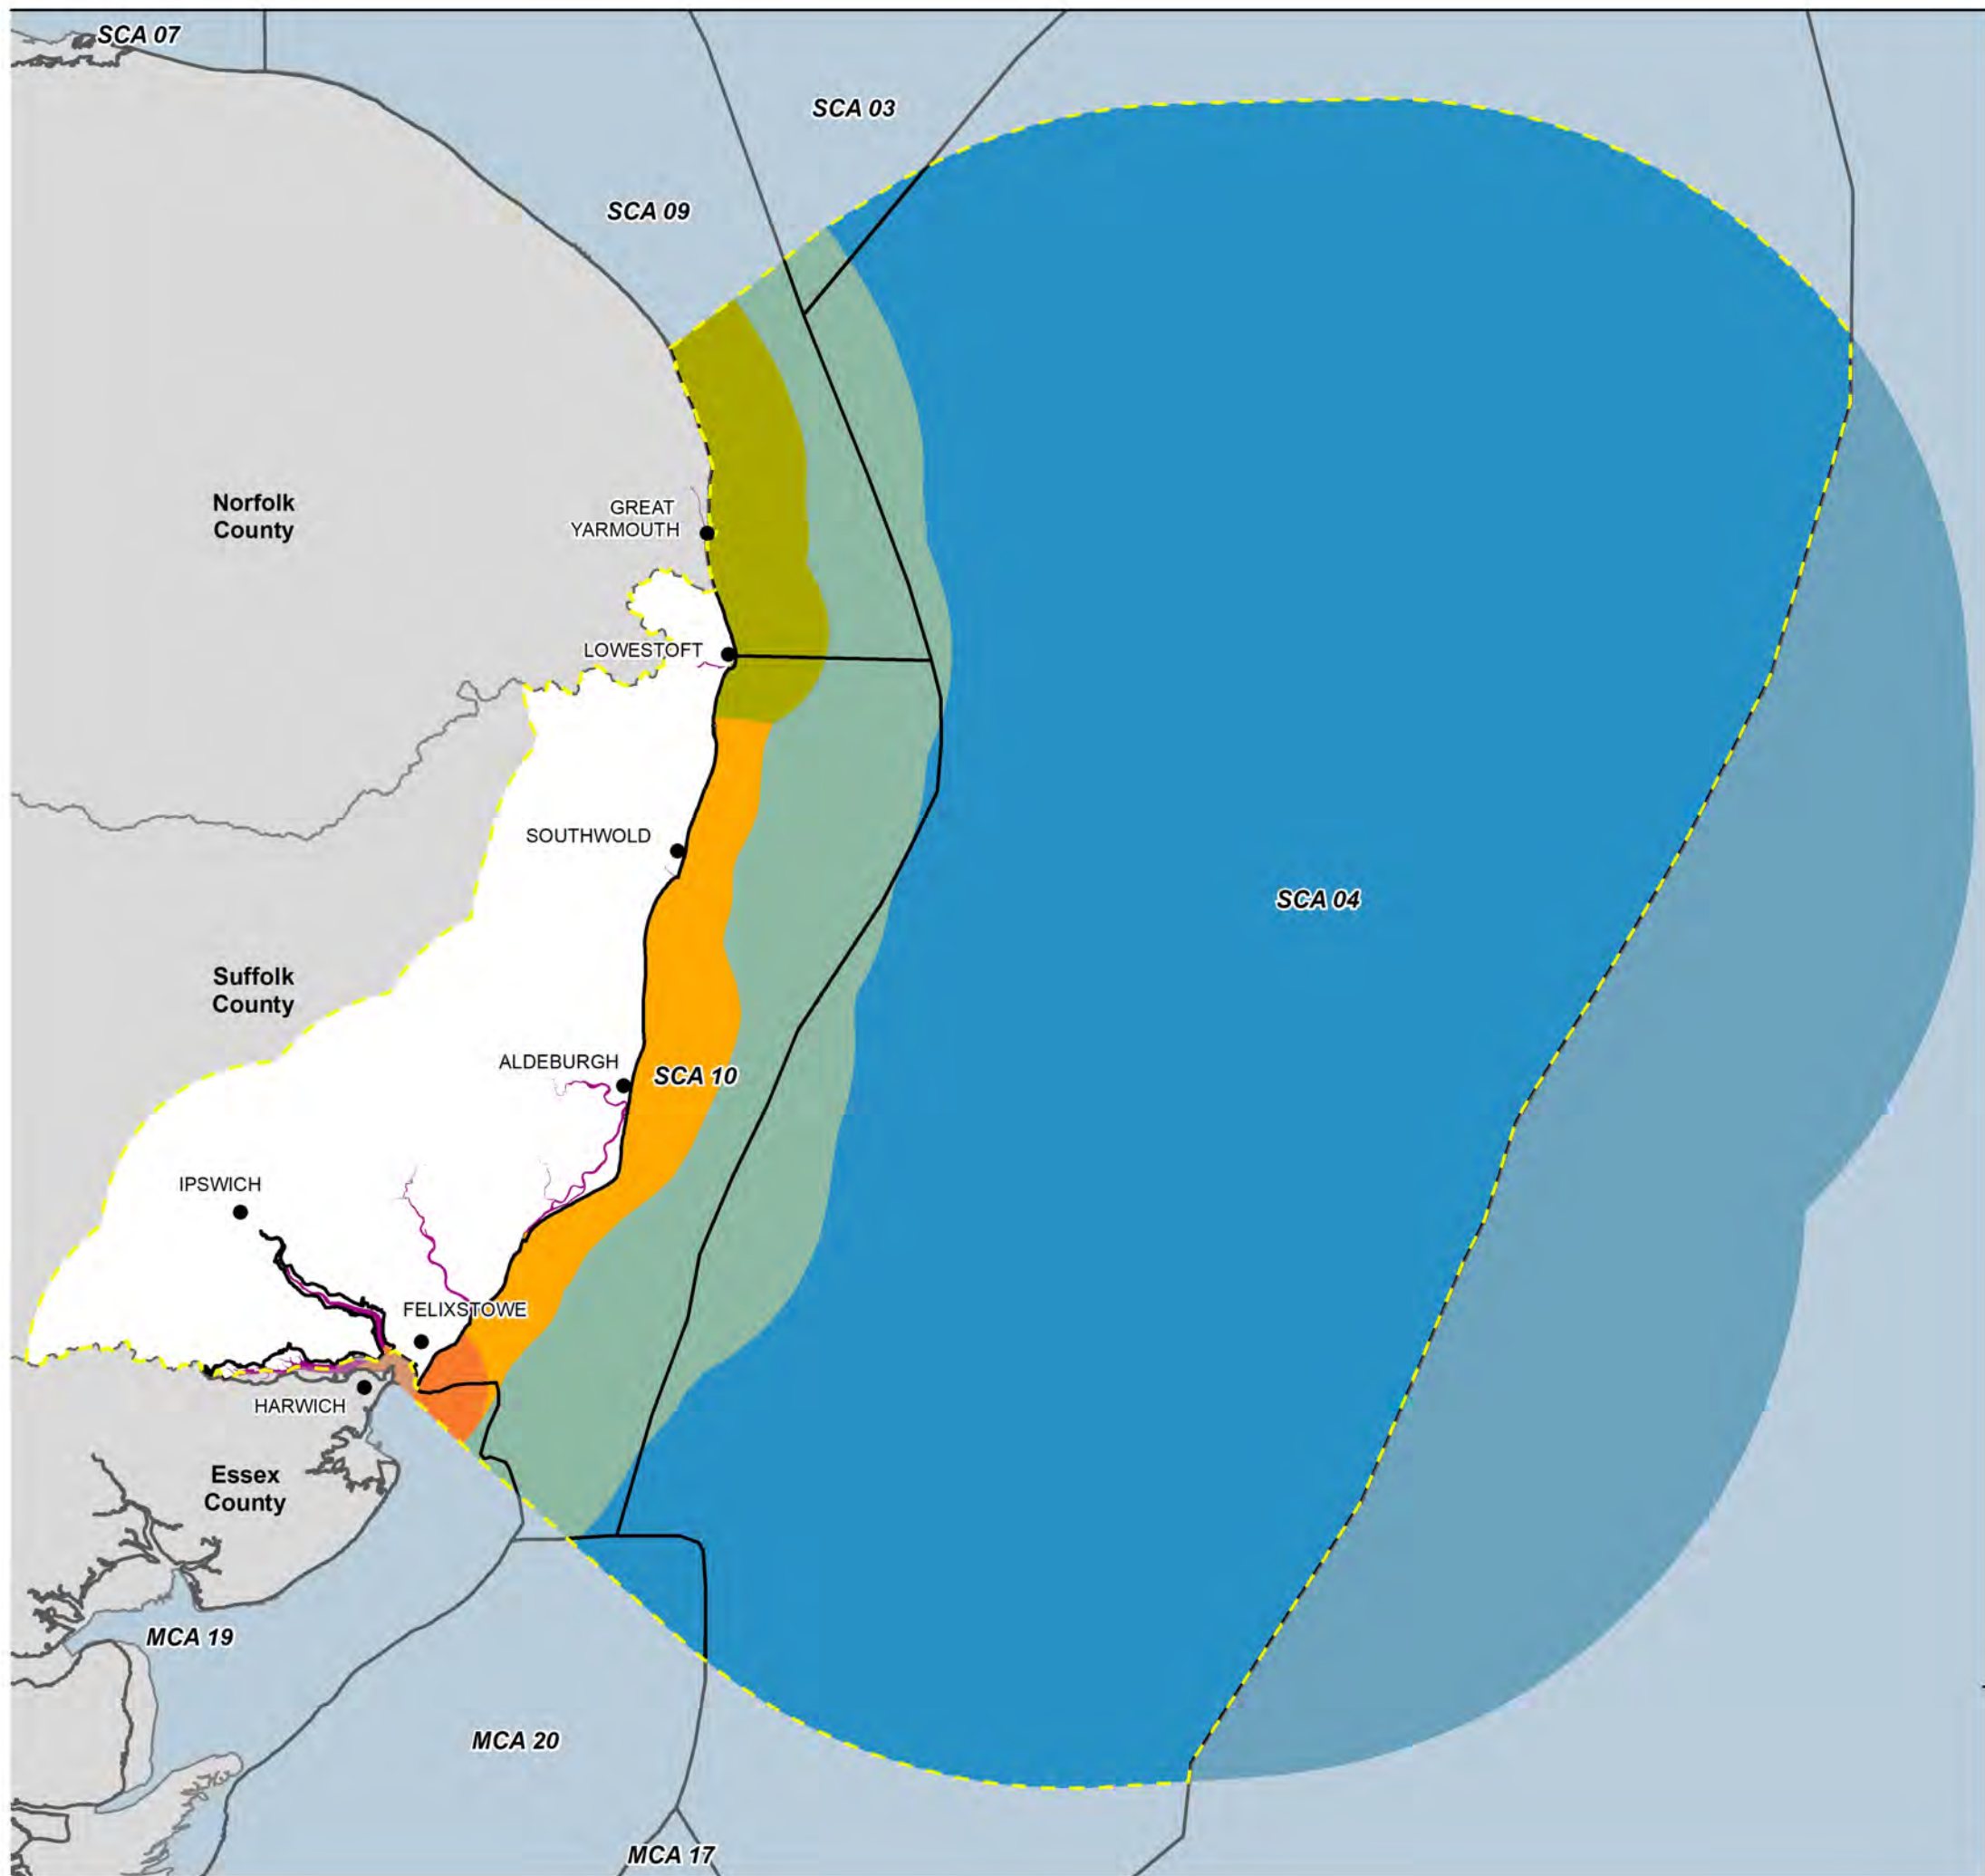 SCA 07
SCA 03
SCA 09
Norfolk
County
GREAT
YARMOUTH
LOWESTOFT
SOUTHWOLD
SCA 04
Suffolk
County
ALDEBURGH
SCA 10
IPSWICH
FELIXSTOWE
HARWICH
Essex
County
MCA 19
MCA 20
MCA 17